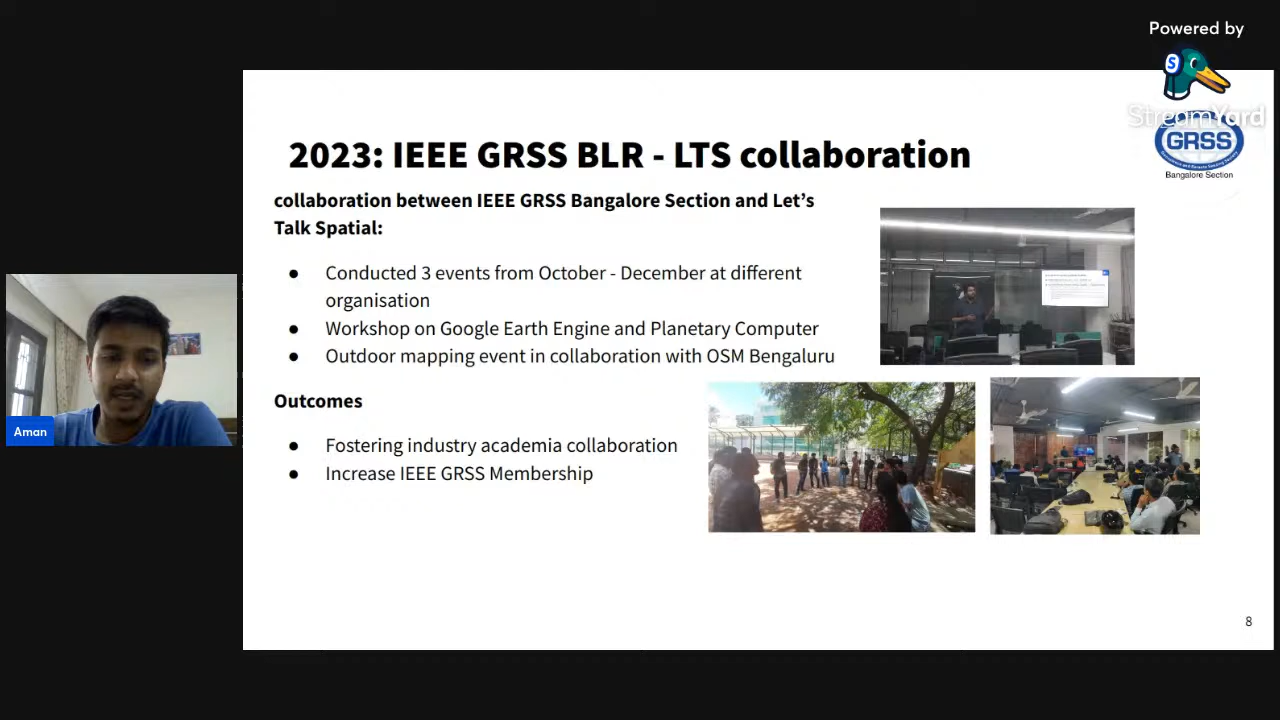 Powered by
S
StreamYard
2023: IEEE GRSS BLR - LTS collaboration
GRSS
Bangalore Section
collaboration between IEEE GRSS Bangalore Section and Let’s
Talk Spatial:
● Conducted 3 events from October - December at different
organisation
● Workshop on Google Earth Engine and Planetary Computer
● Outdoor mapping event in collaboration with OSM Bengaluru
Outcomes
● Fostering industry academia collaboration
● Increase IEEE GRSS Membership
Aman
8